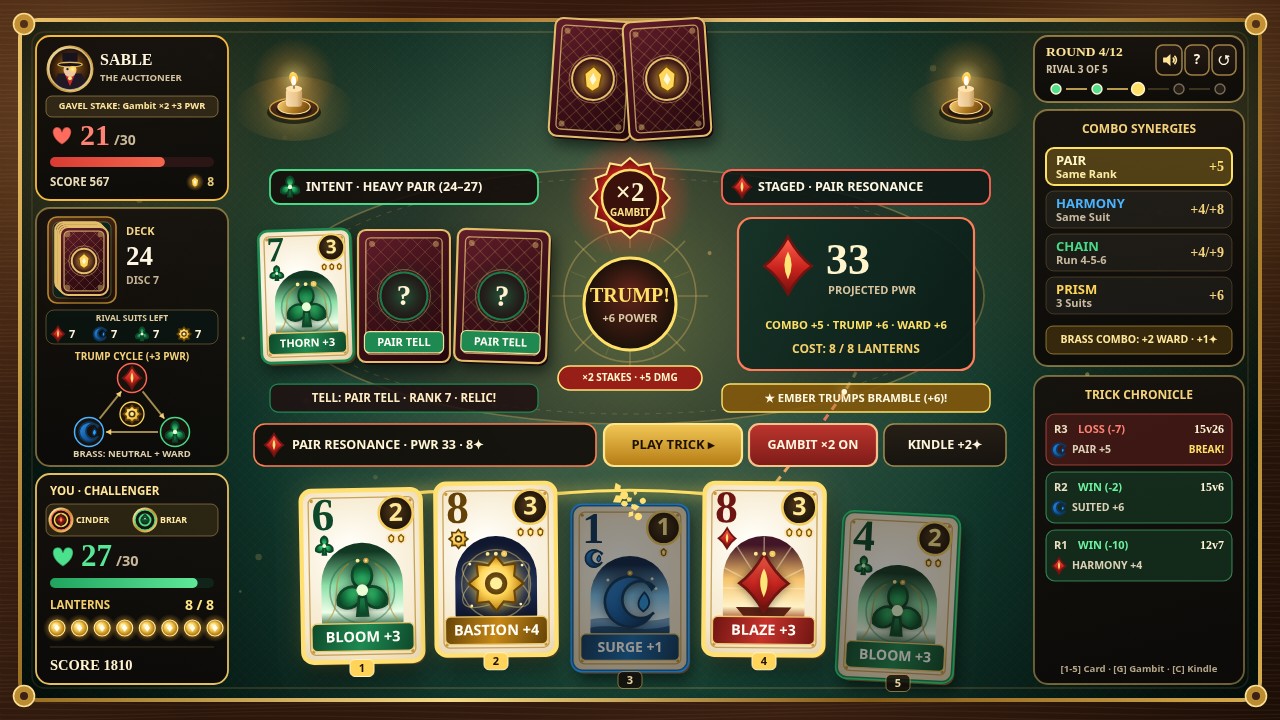 SABLE
THE AUCTIONEER
GAVEL STAKE: Gambit ×2 +3 PWR
21 /30
SCORE 567
8
DECK
24
DISC 7
RIVAL SUITS LEFT
7 7 7 7
TRUMP CYCLE (+3 PWR)
BRASS: NEUTRAL + WARD
YOU · CHALLENGER
CINDER
BRIAR
27 /30
LANTERNS 8 / 8
SCORE 1810
INTENT · HEAVY PAIR (24–27)
7
3
THORN +3
?
PAIR TELL
?
PAIR TELL
TELL: PAIR TELL · RANK 7 · RELIC!
×2
GAMBIT
TRUMP!
+6 POWER
×2 STAKES · +5 DMG
STAGED · PAIR RESONANCE
33
PROJECTED PWR
COMBO +5 · TRUMP +6 · WARD +6
COST: 8 / 8 LANTERNS
★ EMBER TRUMPS BRAMBLE (+6)!
PAIR RESONANCE · PWR 33 · 8✦
PLAY TRICK ▸
GAMBIT ×2 ON
KINDLE +2✦
6
2
BLOOM +3
1
8
3
BASTION +4
2
1
1
SURGE +1
3
8
3
BLAZE +3
4
4
2
BLOOM +3
5
ROUND 4/12
RIVAL 3 OF 5
?
↺
COMBO SYNERGIES
PAIR
Same Rank
+5
HARMONY
Same Suit
+4/+8
CHAIN
Run 4-5-6
+4/+9
PRISM
3 Suits
+6
BRASS COMBO: +2 WARD · +1✦
TRICK CHRONICLE
R3 LOSS (-7) 15v26
PAIR +5 BREAK!
R2 WIN (-2) 15v6
SUITED +6
R1 WIN (-10) 12v7
HARMONY +4
[1-5] Card · [G] Gambit · [C] Kindle